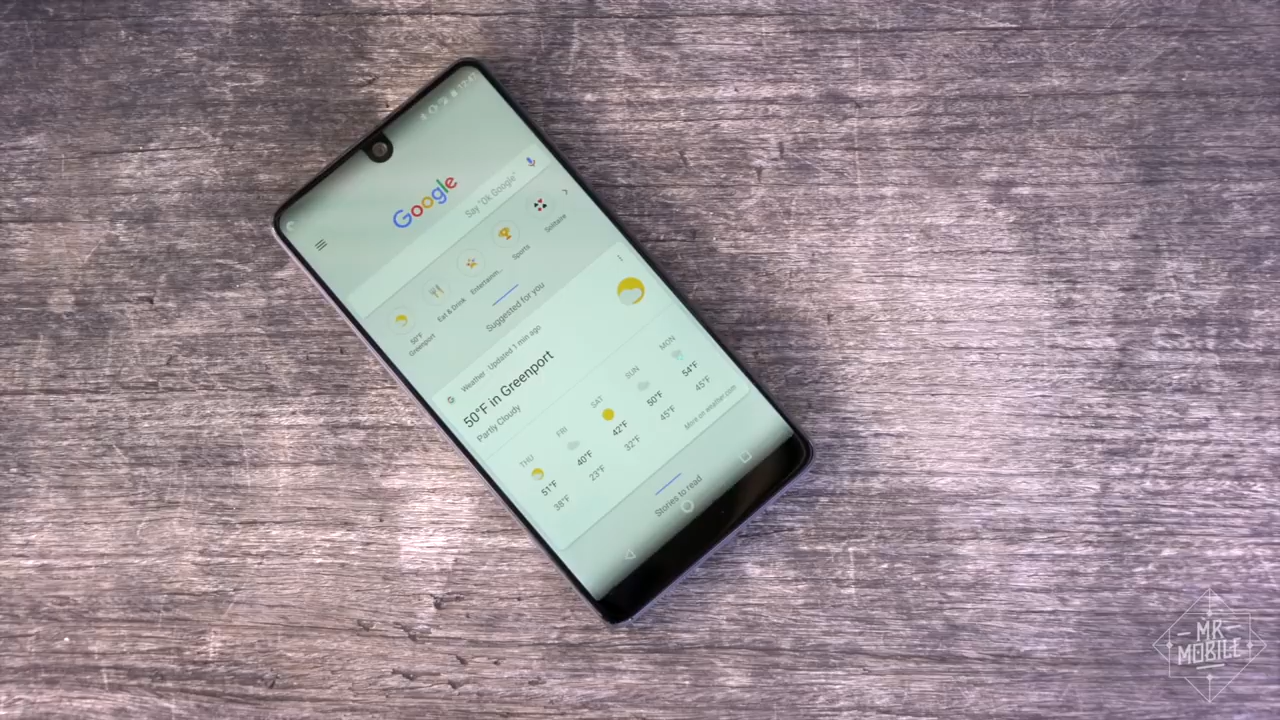 12:47
Google
Say "Ok Google"
50°F
Greenport
Eat & Drink
Entertainm...
Sports
Solitaire
Suggested for you
Weather · Updated 1 min ago
50°F in Greenport
Partly Cloudy
THU FRI SAT SUN MON
51°F 40°F 42°F 50°F 54°F
38°F 23°F 32°F 45°F 45°F
More on weather.com
Stories to read
MR
MOBILE